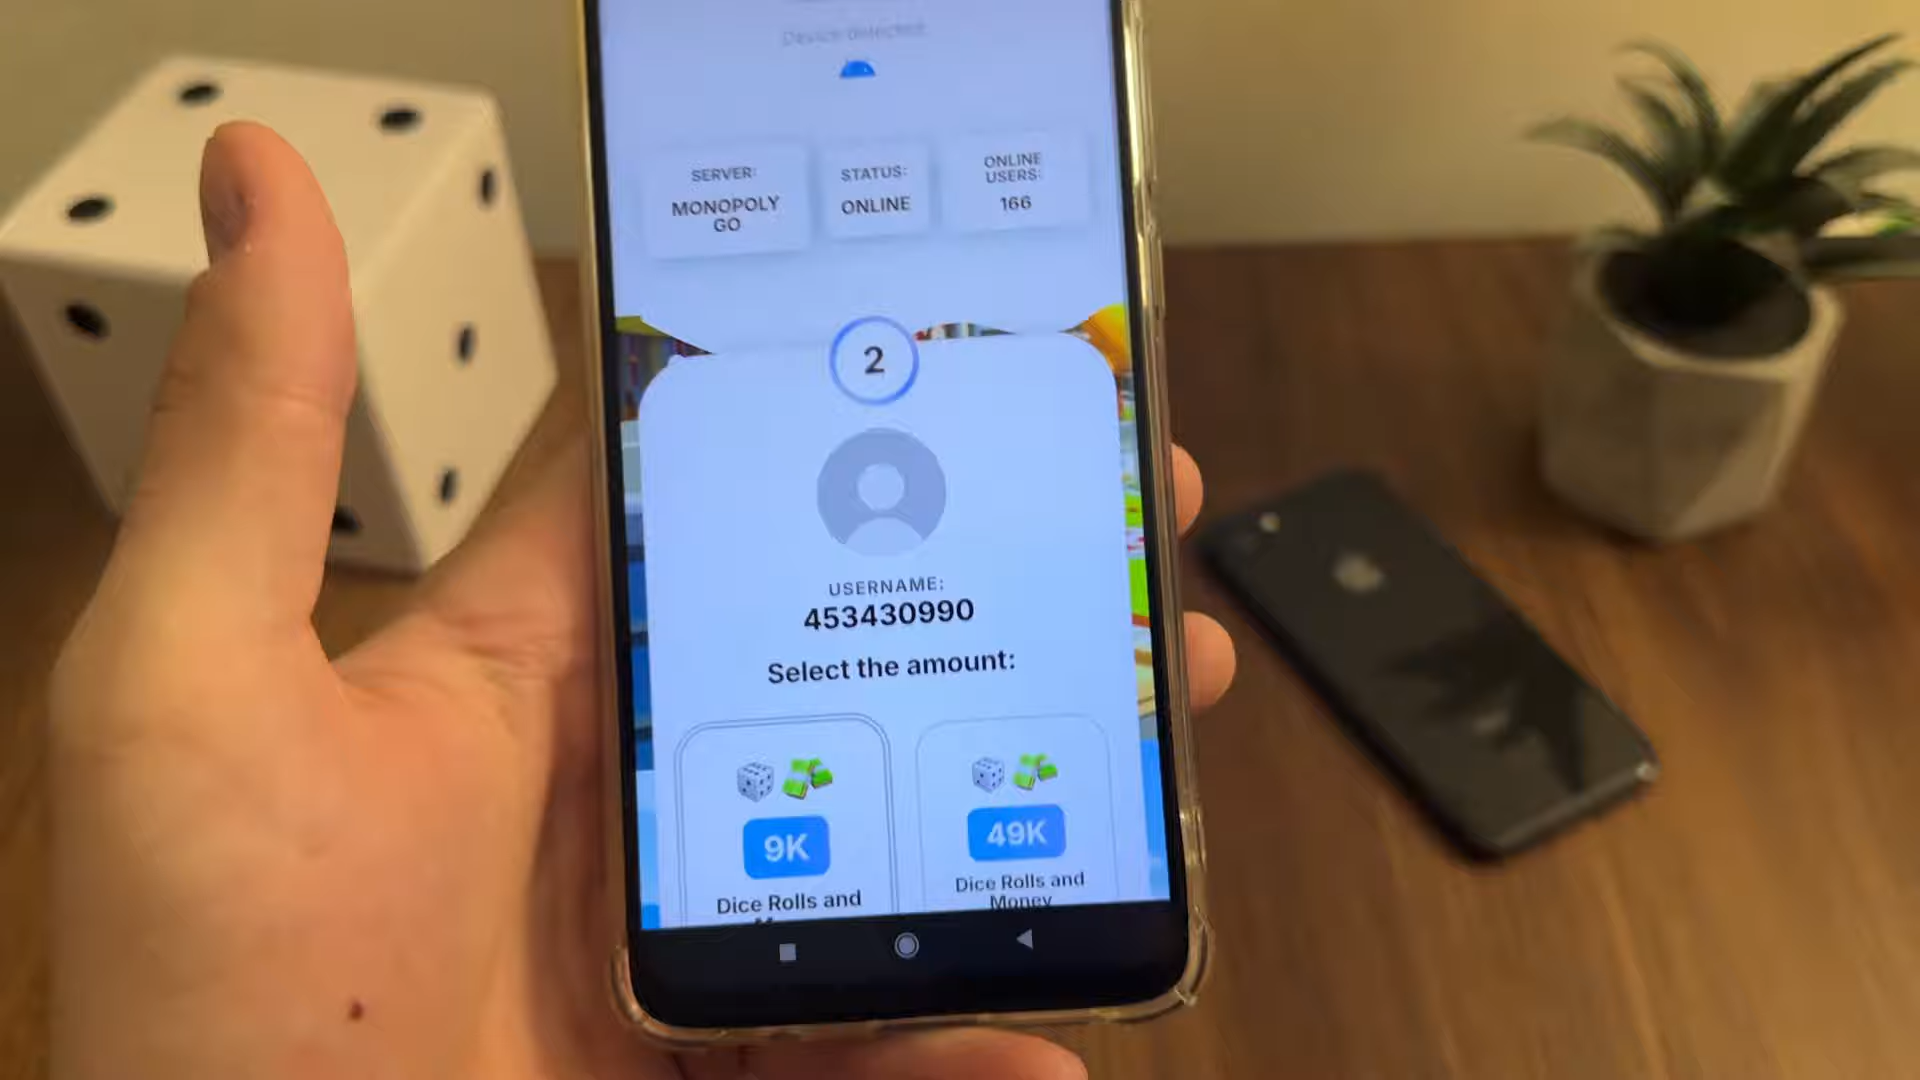 Device detected:
SERVER:
MONOPOLY
GO
STATUS:
ONLINE
ONLINE
USERS:
166
2
USERNAME:
453430990
Select the amount:
9K
Dice Rolls and
49K
Dice Rolls and
Money